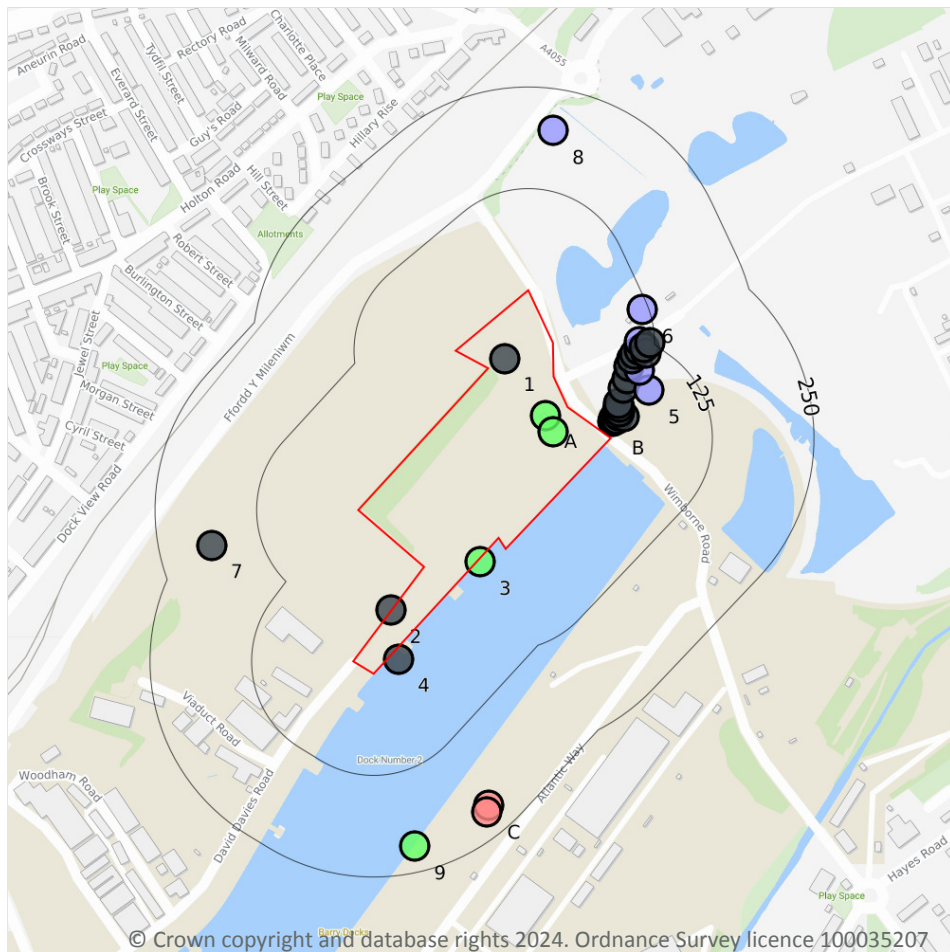 Aneurin Road
Crossways Street
Everard Street
Tydfil Street
Rectory Road
Milward Road
Charlotte Place
Guy's Road
Play Space
Hillary Rise
A4055
Brook Street
Play Space
Holton Road
Hill Street
Allotments
Robert Street
Burlington Street
Jewel Street
Play Space
Morgan Street
Cyril Street
Dock View Road
Ffordd Y Mileniwm
8
6
5
1
A
B
125
250
Wimborne Road
7
3
2
4
Viaduct Road
Woodham Road
David Davies Road
Dock Number 2
Atlantic Way
C
9
Hayes Road
Play Space
Barry Docks
© Crown copyright and database rights 2024. Ordnance Survey licence 100035207